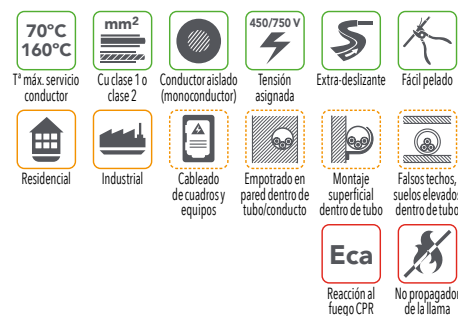 70°C
160°C
mm²
450/750 V
Tª máx. servicio
conductor
Cu clase 1 o
clase 2
Conductor aislado
(monoconductor)
Tensión
asignada
Extra-deslizante
Fácil pelado
Residencial
Industrial
Cableado
de cuadros y
equipos
Empotrado en
pared dentro de
tubo/conducto
Montaje
superficial
dentro de tubo
Falsos techos,
suelos elevados
dentro de tubo
Eca
Reacción al
fuego CPR
No propagador
de la llama